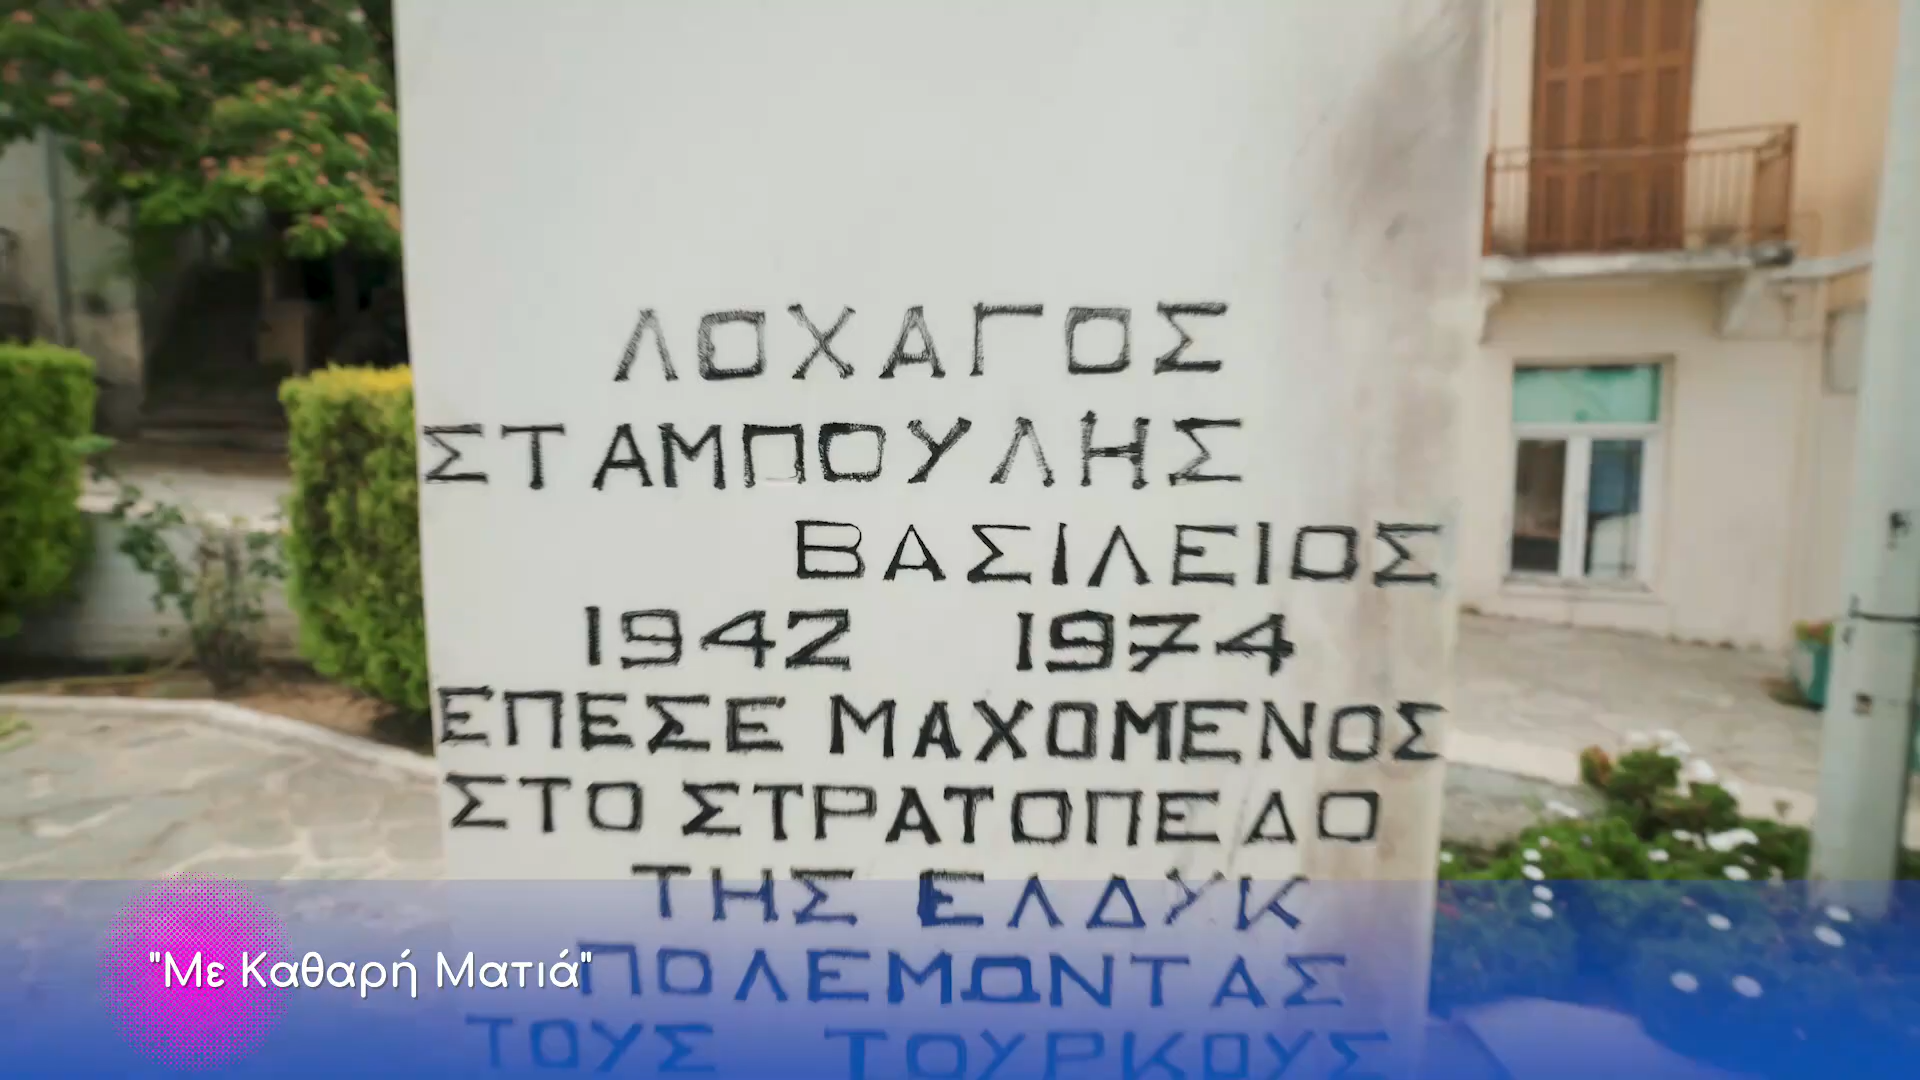 ΛΟΧΑΓΟΣ
ΣΤΑΜΠΟΥΛΗΣ
ΒΑΣΙΛΕΙΟΣ
1942 1974
ΕΠΕΣΕ ΜΑΧΟΜΕΝΟΣ
ΣΤΟ ΣΤΡΑΤΟΠΕΔΟ
ΤΗΣ ΕΛΔΥΚ
ΠΟΛΕΜΩΝΤΑΣ
"Με Καθαρή Ματιά"
ΤΟΥΣ ΤΟΥΡΚΟΥΣ